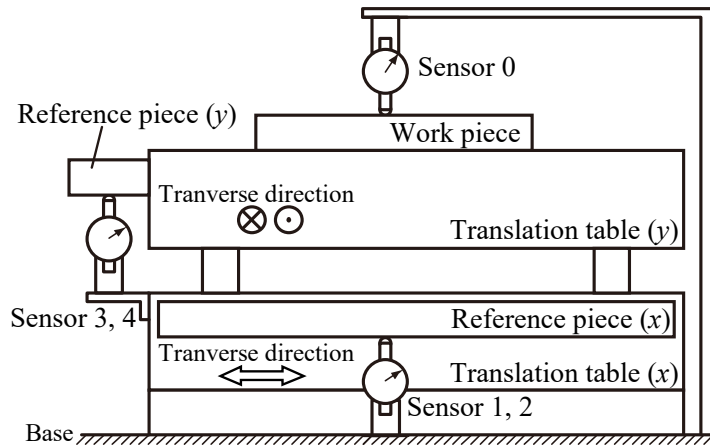 Sensor 0
Reference piece (y)
Work piece
Tranverse direction
Translation table (y)
Sensor 3, 4
Reference piece (x)
Tranverse direction
Translation table (x)
Sensor 1, 2
Base